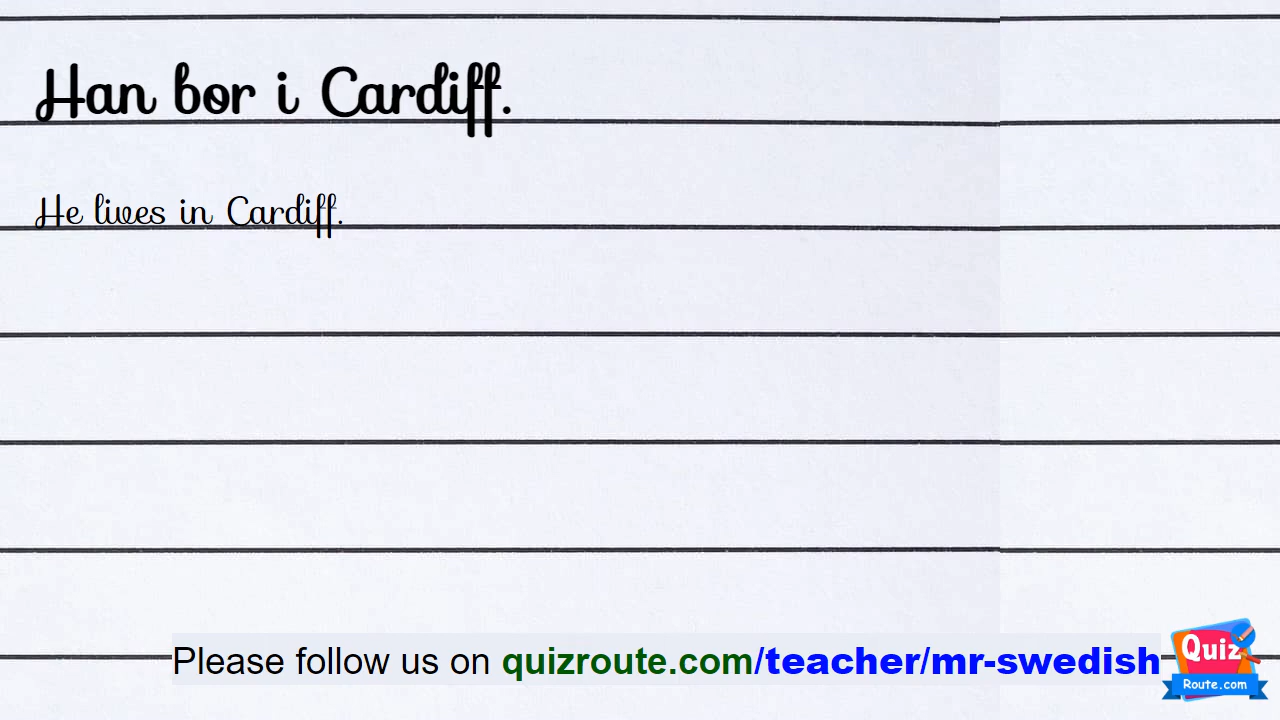 Han bor i Cardiff.
He lives in Cardiff.
Please follow us on quizroute.com/teacher/mr-swedish
Quiz
Route.com